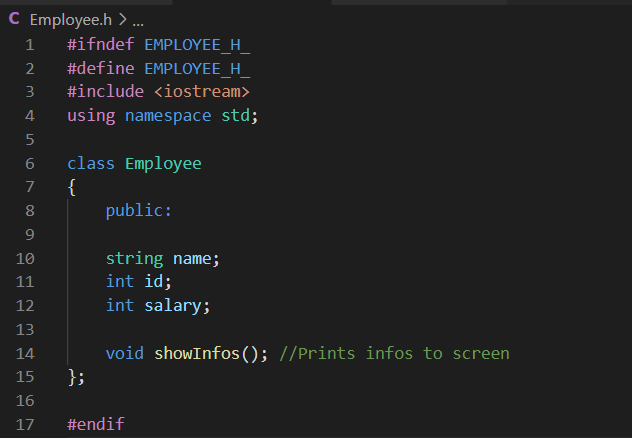 C Employee.h > ...
1 #ifndef EMPLOYEE_H_
2 #define EMPLOYEE_H_
3 #include <iostream>
4 using namespace std;
5
6 class Employee
7 {
8     public:
9
10     string name;
11     int id;
12     int salary;
13
14     void showInfos(); //Prints infos to screen
15 };
16
17 #endif